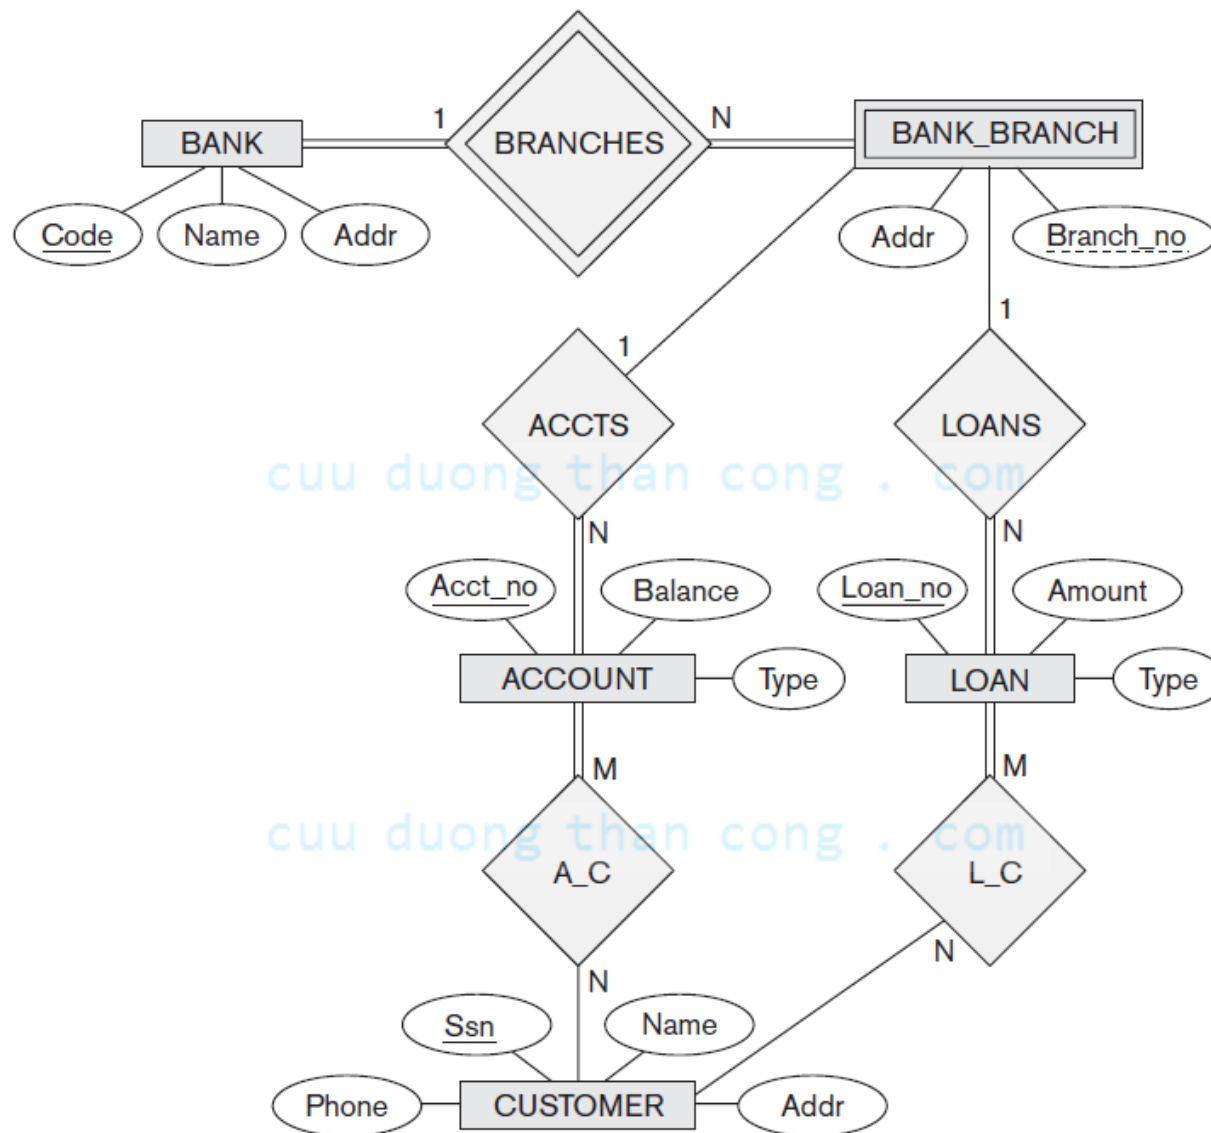 1
N
BANK
BRANCHES
BANK_BRANCH
Code
Name
Addr
Addr
Branch_no
1
1
ACCTS
LOANS
cuu duong than cong . com
N
N
Acct_no
Balance
Loan_no
Amount
ACCOUNT
Type
LOAN
Type
M
M
cuu duong than cong . com
A_C
L_C
N
N
Ssn
Name
Phone
CUSTOMER
Addr